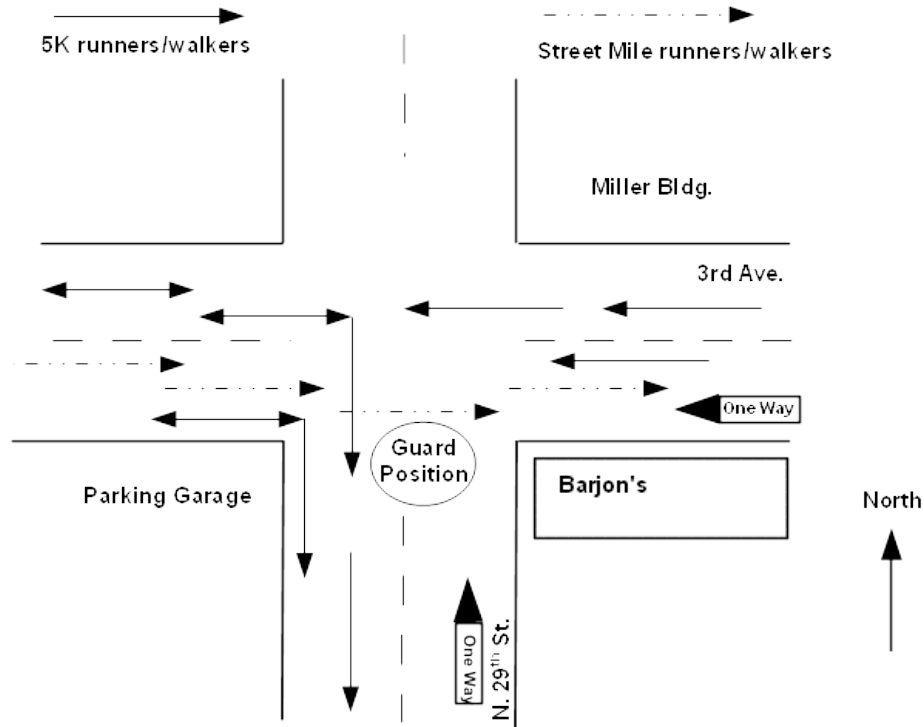 5K runners/walkers
Street Mile runners/walkers
Miller Bldg.
3rd Ave.
One Way
Guard
Position
Parking Garage
Barjon's
North
One Way
N. 29th St.